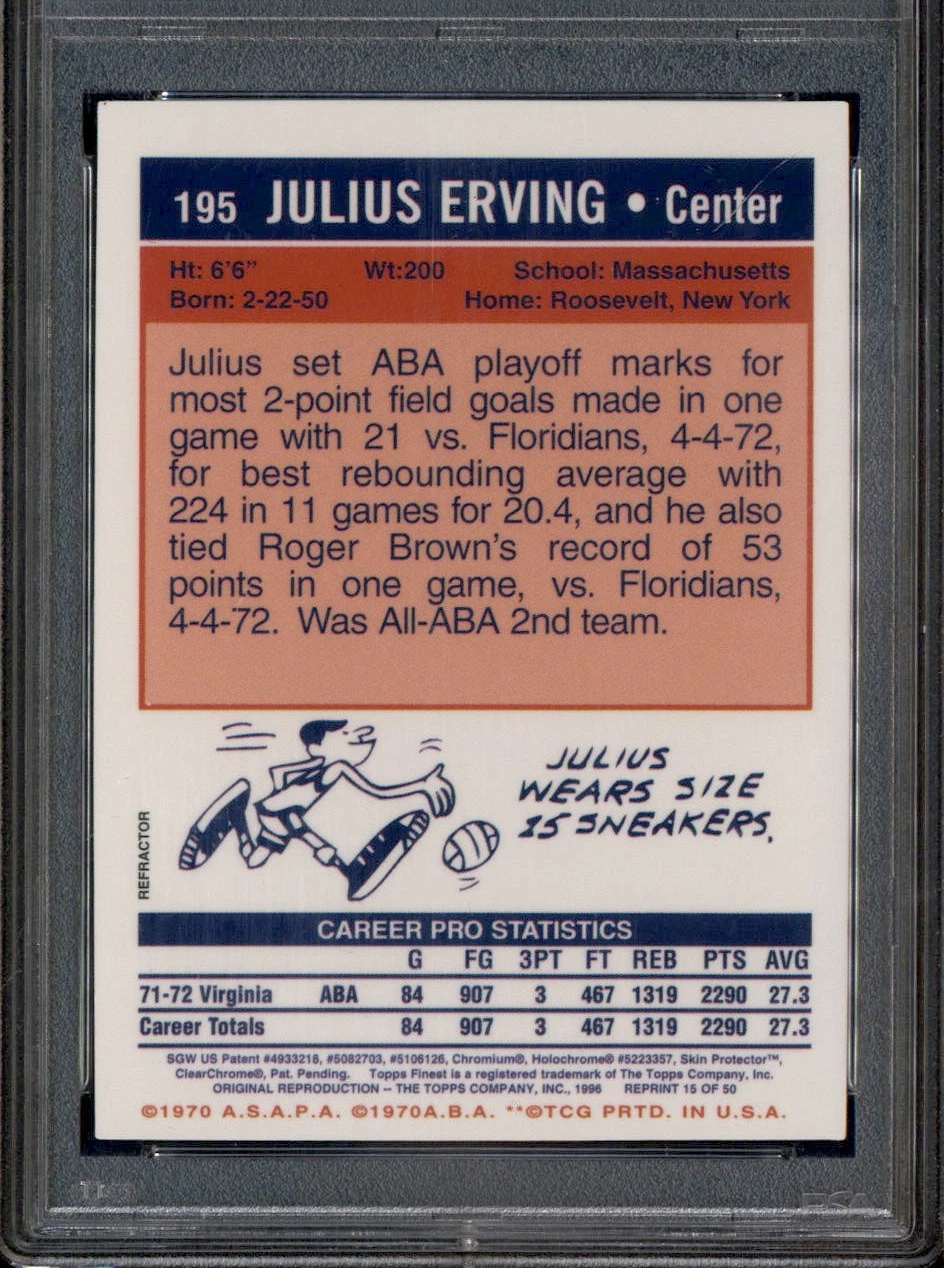 195 JULIUS ERVING • Center
Ht: 6'6" Wt:200 School: Massachusetts
Born: 2-22-50 Home: Roosevelt, New York
Julius set ABA playoff marks for
most 2-point field goals made in one
game with 21 vs. Floridians, 4-4-72,
for best rebounding average with
224 in 11 games for 20.4, and he also
tied Roger Brown's record of 53
points in one game, vs. Floridians,
4-4-72. Was All-ABA 2nd team.
JULIUS
WEARS SIZE
15 SNEAKERS.
REFRACTOR
CAREER PRO STATISTICS
G FG 3PT FT REB PTS AVG
71-72 Virginia ABA 84 907 3 467 1319 2290 27.3
Career Totals 84 907 3 467 1319 2290 27.3
SGW US Patent #4933218, #5082703, #5106126, Chromium®, Holochrome® #5223357, Skin Protector™,
ClearChrome®, Pat. Pending. Topps Finest is a registered trademark of The Topps Company, Inc.
ORIGINAL REPRODUCTION – THE TOPPS COMPANY, INC., 1996 REPRINT 15 OF 50
©1970 A.S.A.P.A. ©1970A.B.A. **©TCG PRTD. IN U.S.A.
PSA